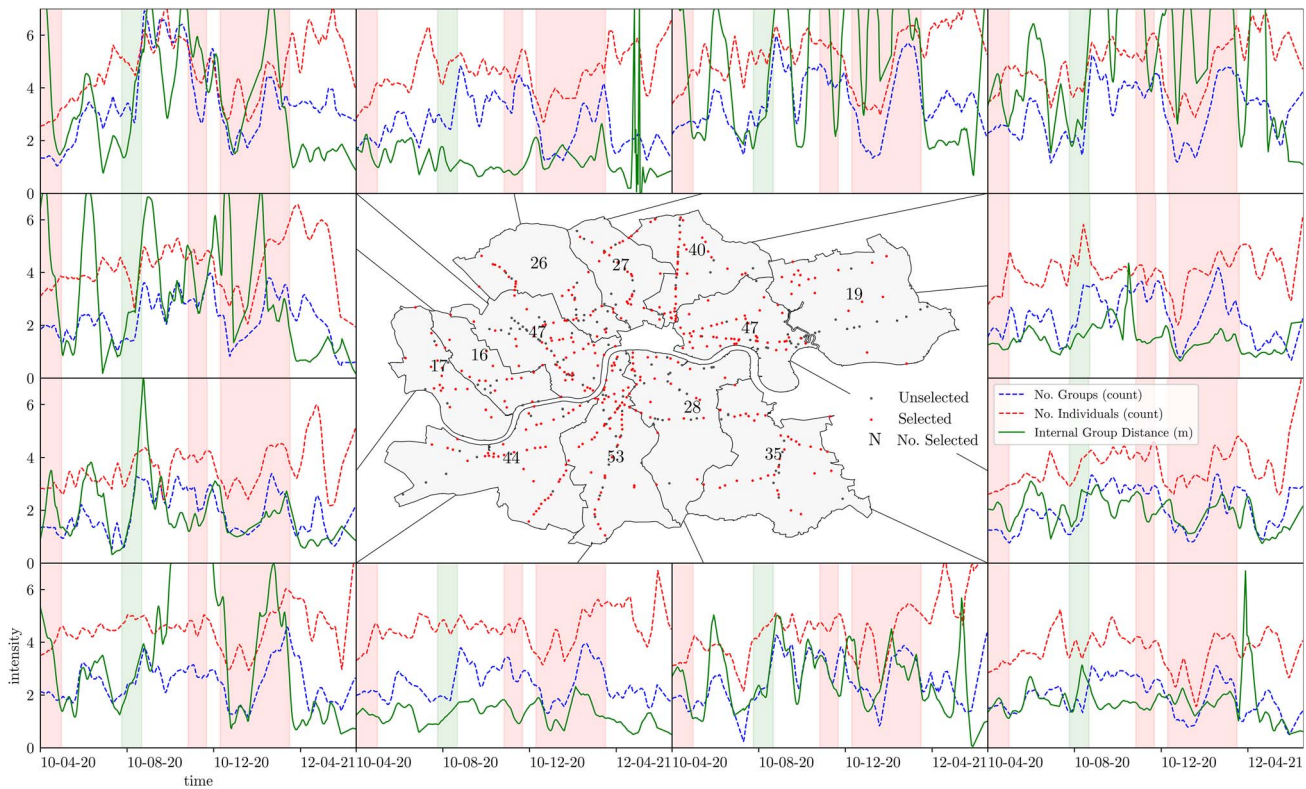 6
4
2
0
6
4
2
0
6
4
2
0
6
4
2
0
intensity
26
27
40
19
47
47
16
17
28
44
53
35
Unselected
Selected
N No. Selected
No. Groups (count)
No. Individuals (count)
Internal Group Distance (m)
10-04-20 10-08-20 10-12-20 12-04-21
10-04-20 10-08-20 10-12-20 12-04-21
10-04-20 10-08-20 10-12-20 12-04-21
10-04-20 10-08-20 10-12-20 12-04-21
time